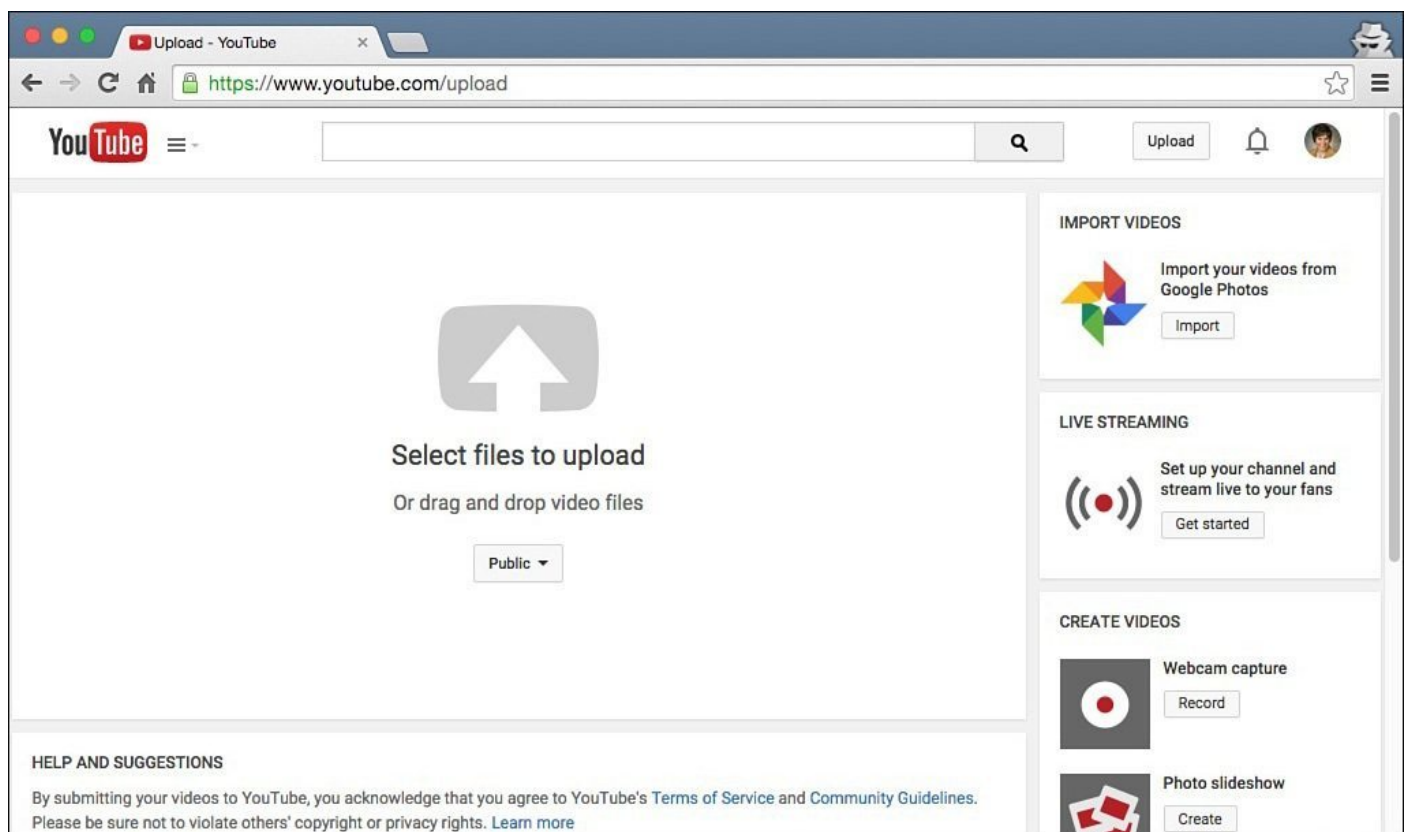 Upload - YouTube
https://www.youtube.com/upload
YouTube
Upload
Select files to upload
Or drag and drop video files
Public
HELP AND SUGGESTIONS
By submitting your videos to YouTube, you acknowledge that you agree to YouTube's Terms of Service and Community Guidelines.
Please be sure not to violate others' copyright or privacy rights. Learn more
IMPORT VIDEOS
Import your videos from
Google Photos
Import
LIVE STREAMING
Set up your channel and
stream live to your fans
Get started
CREATE VIDEOS
Webcam capture
Record
Photo slideshow
Create